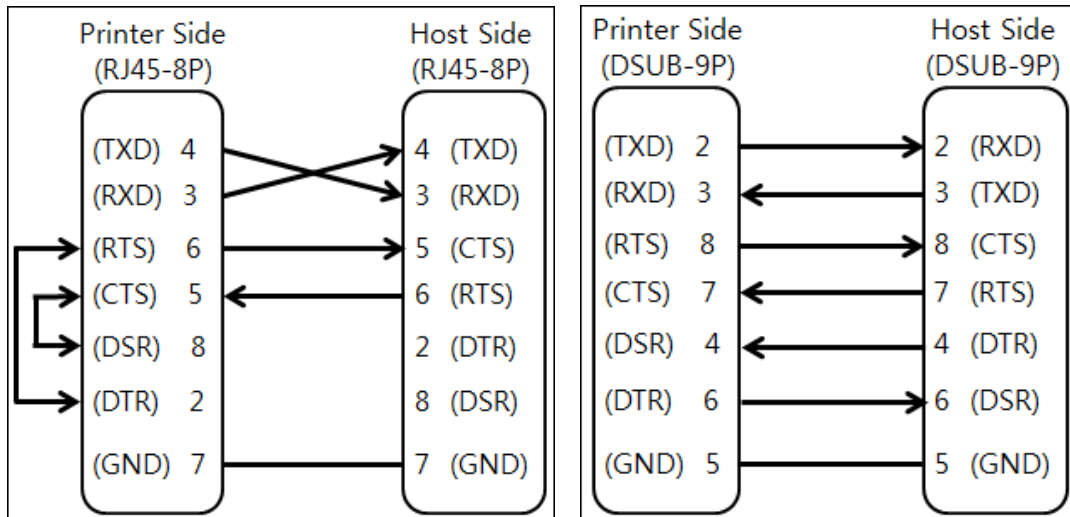 Printer Side
(RJ45-8P)
Host Side
(RJ45-8P)
(TXD) 4
4 (TXD)
(RXD) 3
3 (RXD)
(RTS) 6
5 (CTS)
(CTS) 5
6 (RTS)
(DSR) 8
2 (DTR)
(DTR) 2
8 (DSR)
(GND) 7
7 (GND)
Printer Side
(DSUB-9P)
Host Side
(DSUB-9P)
(TXD) 2
2 (RXD)
(RXD) 3
3 (TXD)
(RTS) 8
8 (CTS)
(CTS) 7
7 (RTS)
(DSR) 4
4 (DTR)
(DTR) 6
6 (DSR)
(GND) 5
5 (GND)